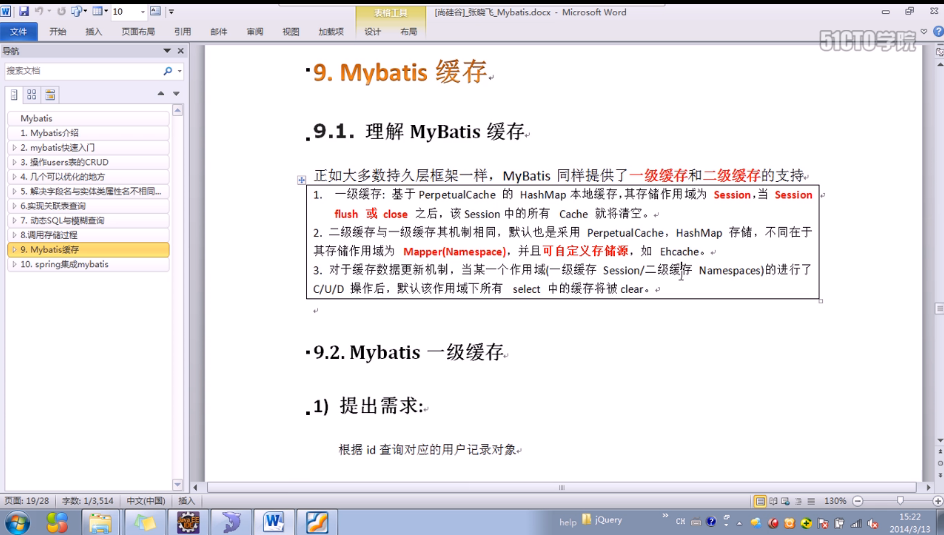 10
表格工具
[尚硅谷]_张晓飞_Mybatis.docx - Microsoft Word
文件 开始 插入 页面布局 引用 邮件 审阅 视图 加载项 设计 布局
51CTO学院
导航
搜索文档
Mybatis
1. Mybatis介绍
2. mybatis快速入门
3. 操作users表的CRUD
4. 几个可以优化的地方
5. 解决字段名与实体类属性名不相同...
6.实现关联表查询
7. 动态SQL与模糊查询
8.调用存储过程
9. Mybatis缓存
10. spring集成mybatis
9. Mybatis 缓存
9.1. 理解 MyBatis 缓存
正如大多数持久层框架一样，MyBatis 同样提供了一级缓存和二级缓存的支持
1. 一级缓存: 基于 PerpetualCache 的 HashMap 本地缓存，其存储作用域为 Session，当 Session
flush 或 close 之后，该 Session 中的所有 Cache 就将清空。
2. 二级缓存与一级缓存其机制相同，默认也是采用 PerpetualCache，HashMap 存储，不同在于
其存储作用域为 Mapper(Namespace)，并且可自定义存储源，如 Ehcache。
3. 对于缓存数据更新机制，当某一个作用域(一级缓存 Session/二级缓存 Namespaces)的进行了
C/U/D 操作后，默认该作用域下所有 select 中的缓存将被 clear。
9.2. Mybatis 一级缓存
1) 提出需求:
根据 id 查询对应的用户记录对象
页面: 19/28 字数: 1/3,514 中文(中国) 插入 130%
help jQuery CH 15:22
2014/3/13